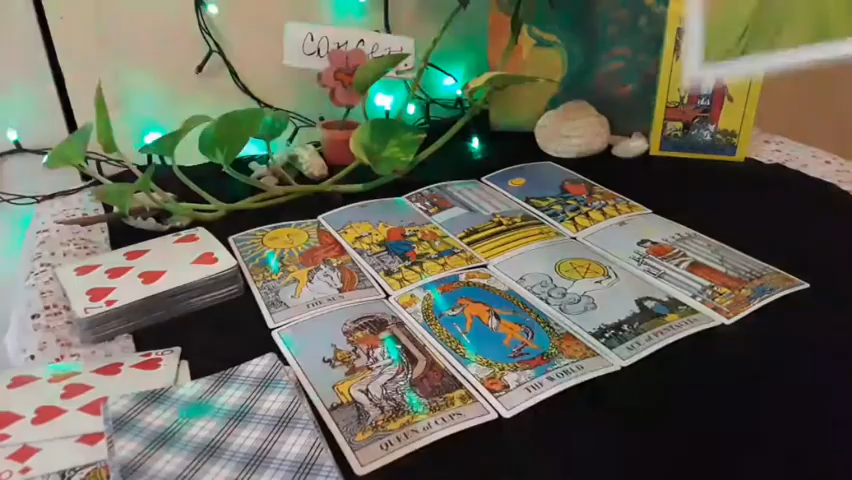 Cancer
THE SUN
QUEEN of CUPS.
THE WORLD.
ACE of PENTACLES.